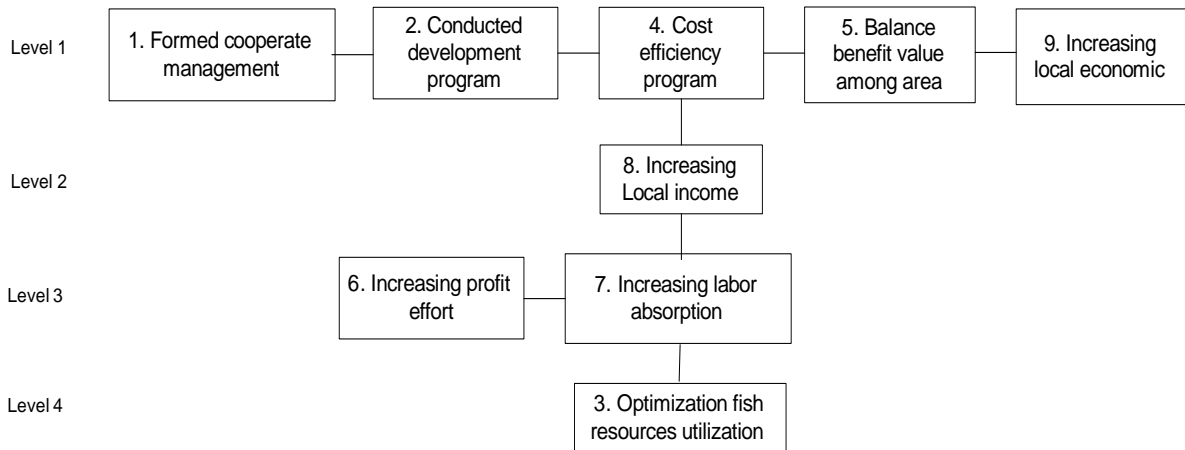 Level 1
1. Formed cooperate
management
2. Conducted
development
program
4. Cost
efficiency
program
5. Balance
benefit value
among area
9. Increasing
local economic
Level 2
8. Increasing
Local income
Level 3
6. Increasing profit
effort
7. Increasing labor
absorption
Level 4
3. Optimization fish
resources utilization